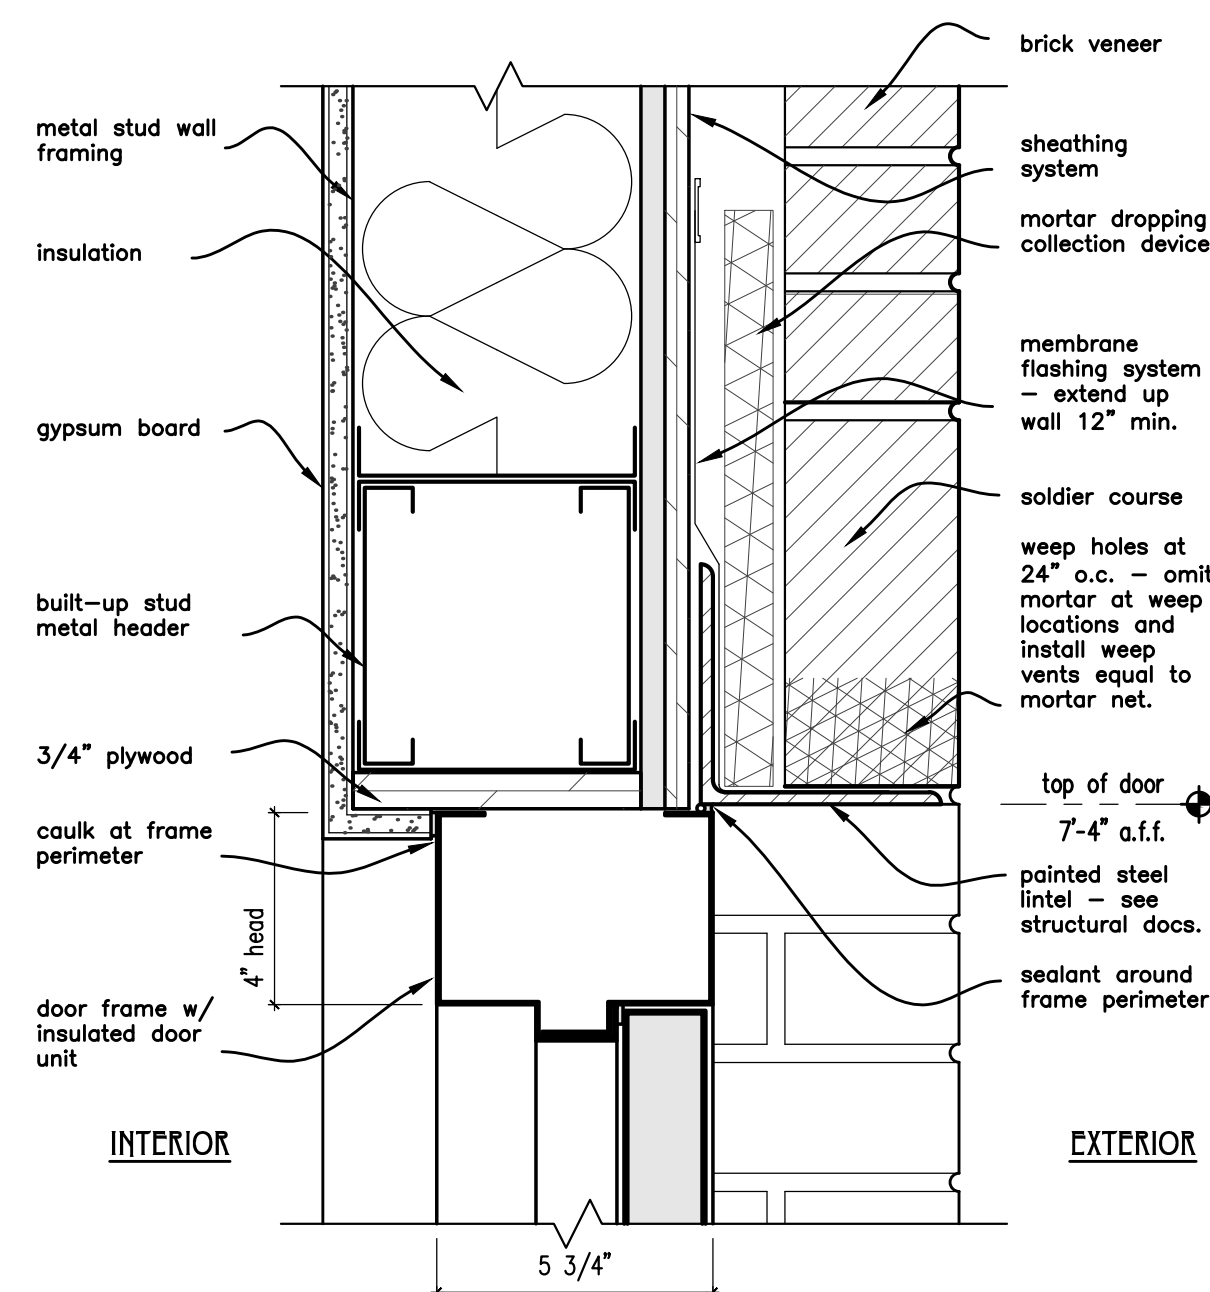 metal stud wall
framing
insulation
gypsum board
built-up stud
metal header
3/4" plywood
caulk at frame
perimeter
4" head
door frame w/
insulated door
unit
INTERIOR
brick veneer
sheathing
system
mortar dropping
collection device
membrane
flashing system
– extend up
wall 12" min.
soldier course
weep holes at
24" o.c. – omit
mortar at weep
locations and
install weep
vents equal to
mortar net.
top of door
7'-4" a.f.f.
painted steel
lintel – see
structural docs.
sealant around
frame perimeter
EXTERIOR
5 3/4"